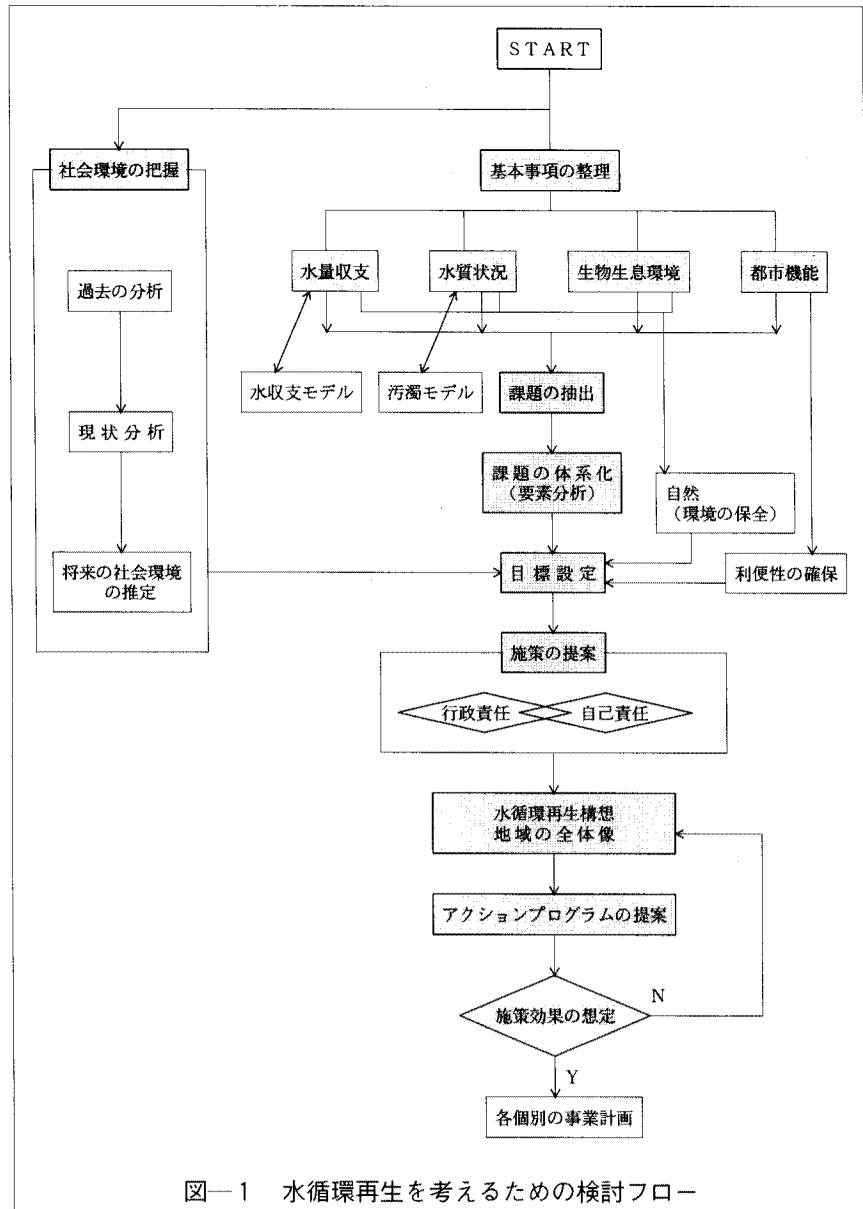 START
社会環境の把握
基本事項の整理
水量収支
水質状況
生物生息環境
都市機能
過去の分析
水収支モデル
汚濁モデル
課題の抽出
現状分析
課題の体系化
(要素分析)
自然
(環境の保全)
将来の社会環境
の推定
目標設定
利便性の確保
施策の提案
行政責任
自己責任
水循環再生構想
地域の全体像
アクションプログラムの提案
施策効果の想定
N
Y
各個別の事業計画
図―1 水循環再生を考えるための検討フロー